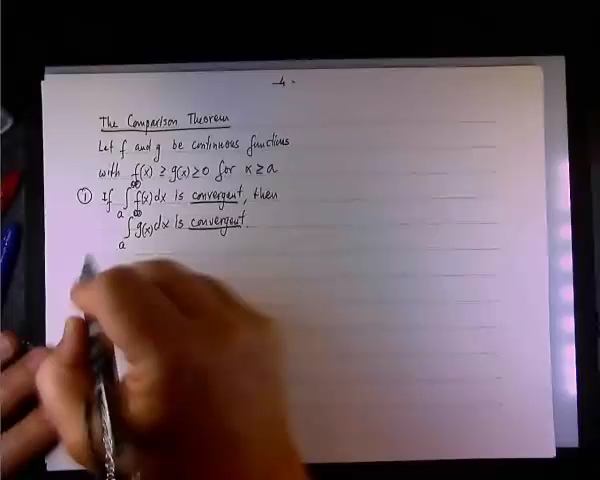 -4-
The Comparison Theorem
Let f and g be continuous functions
with f(x) ≥ g(x) ≥ 0 for x ≥ a
① If ∫ₐ^∞ f(x)dx is convergent, then
∫ₐ^∞ g(x)dx is convergent.